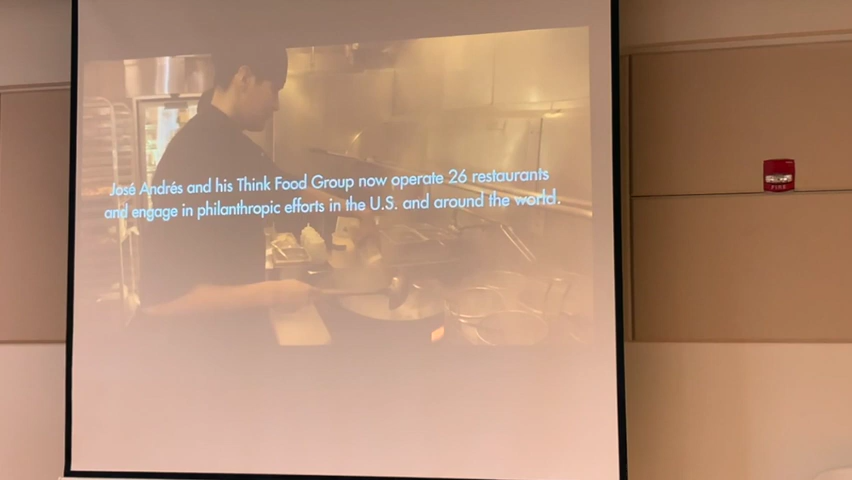 José Andrés and his Think Food Group now operate 26 restaurants
and engage in philanthropic efforts in the U.S. and around the world.
FIRE